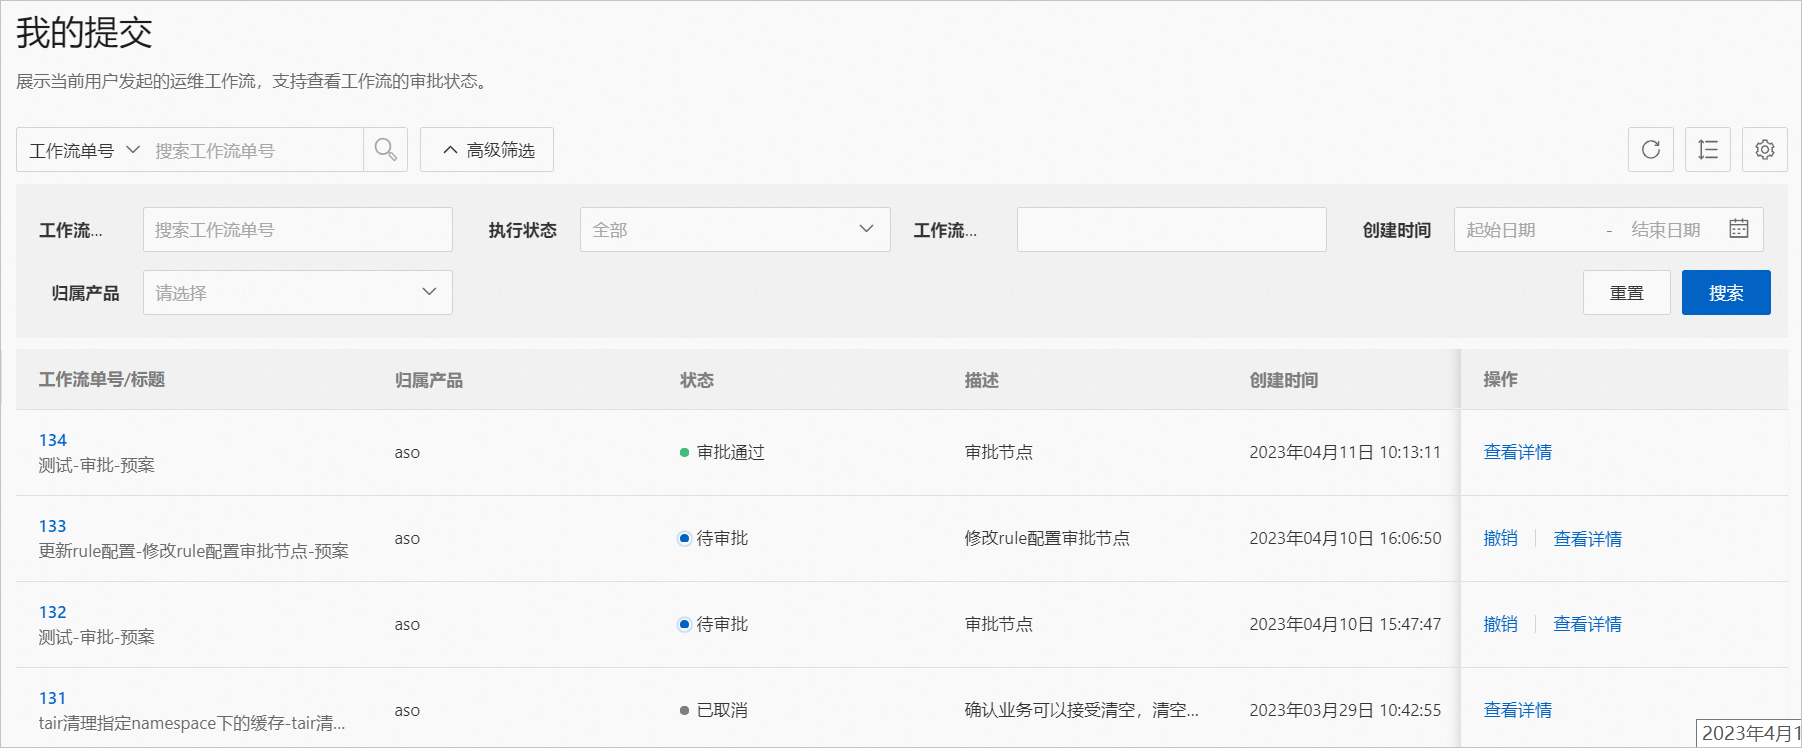 我的提交
展示当前用户发起的运维工作流，支持查看工作流的审批状态。
工作流单号 搜索工作流单号 高级筛选
工作流... 搜索工作流单号 执行状态 全部 工作流... 创建时间 起始日期 - 结束日期
归属产品 请选择 重置 搜索
工作流单号/标题 归属产品 状态 描述 创建时间 操作
134
测试-审批-预案 aso 审批通过 审批节点 2023年04月11日 10:13:11 查看详情
133
更新rule配置-修改rule配置审批节点-预案 aso 待审批 修改rule配置审批节点 2023年04月10日 16:06:50 撤销 查看详情
132
测试-审批-预案 aso 待审批 审批节点 2023年04月10日 15:47:47 撤销 查看详情
131
tair清理指定namespace下的缓存-tair清... aso 已取消 确认业务可以接受清空，清空... 2023年03月29日 10:42:55 查看详情
2023年4月1